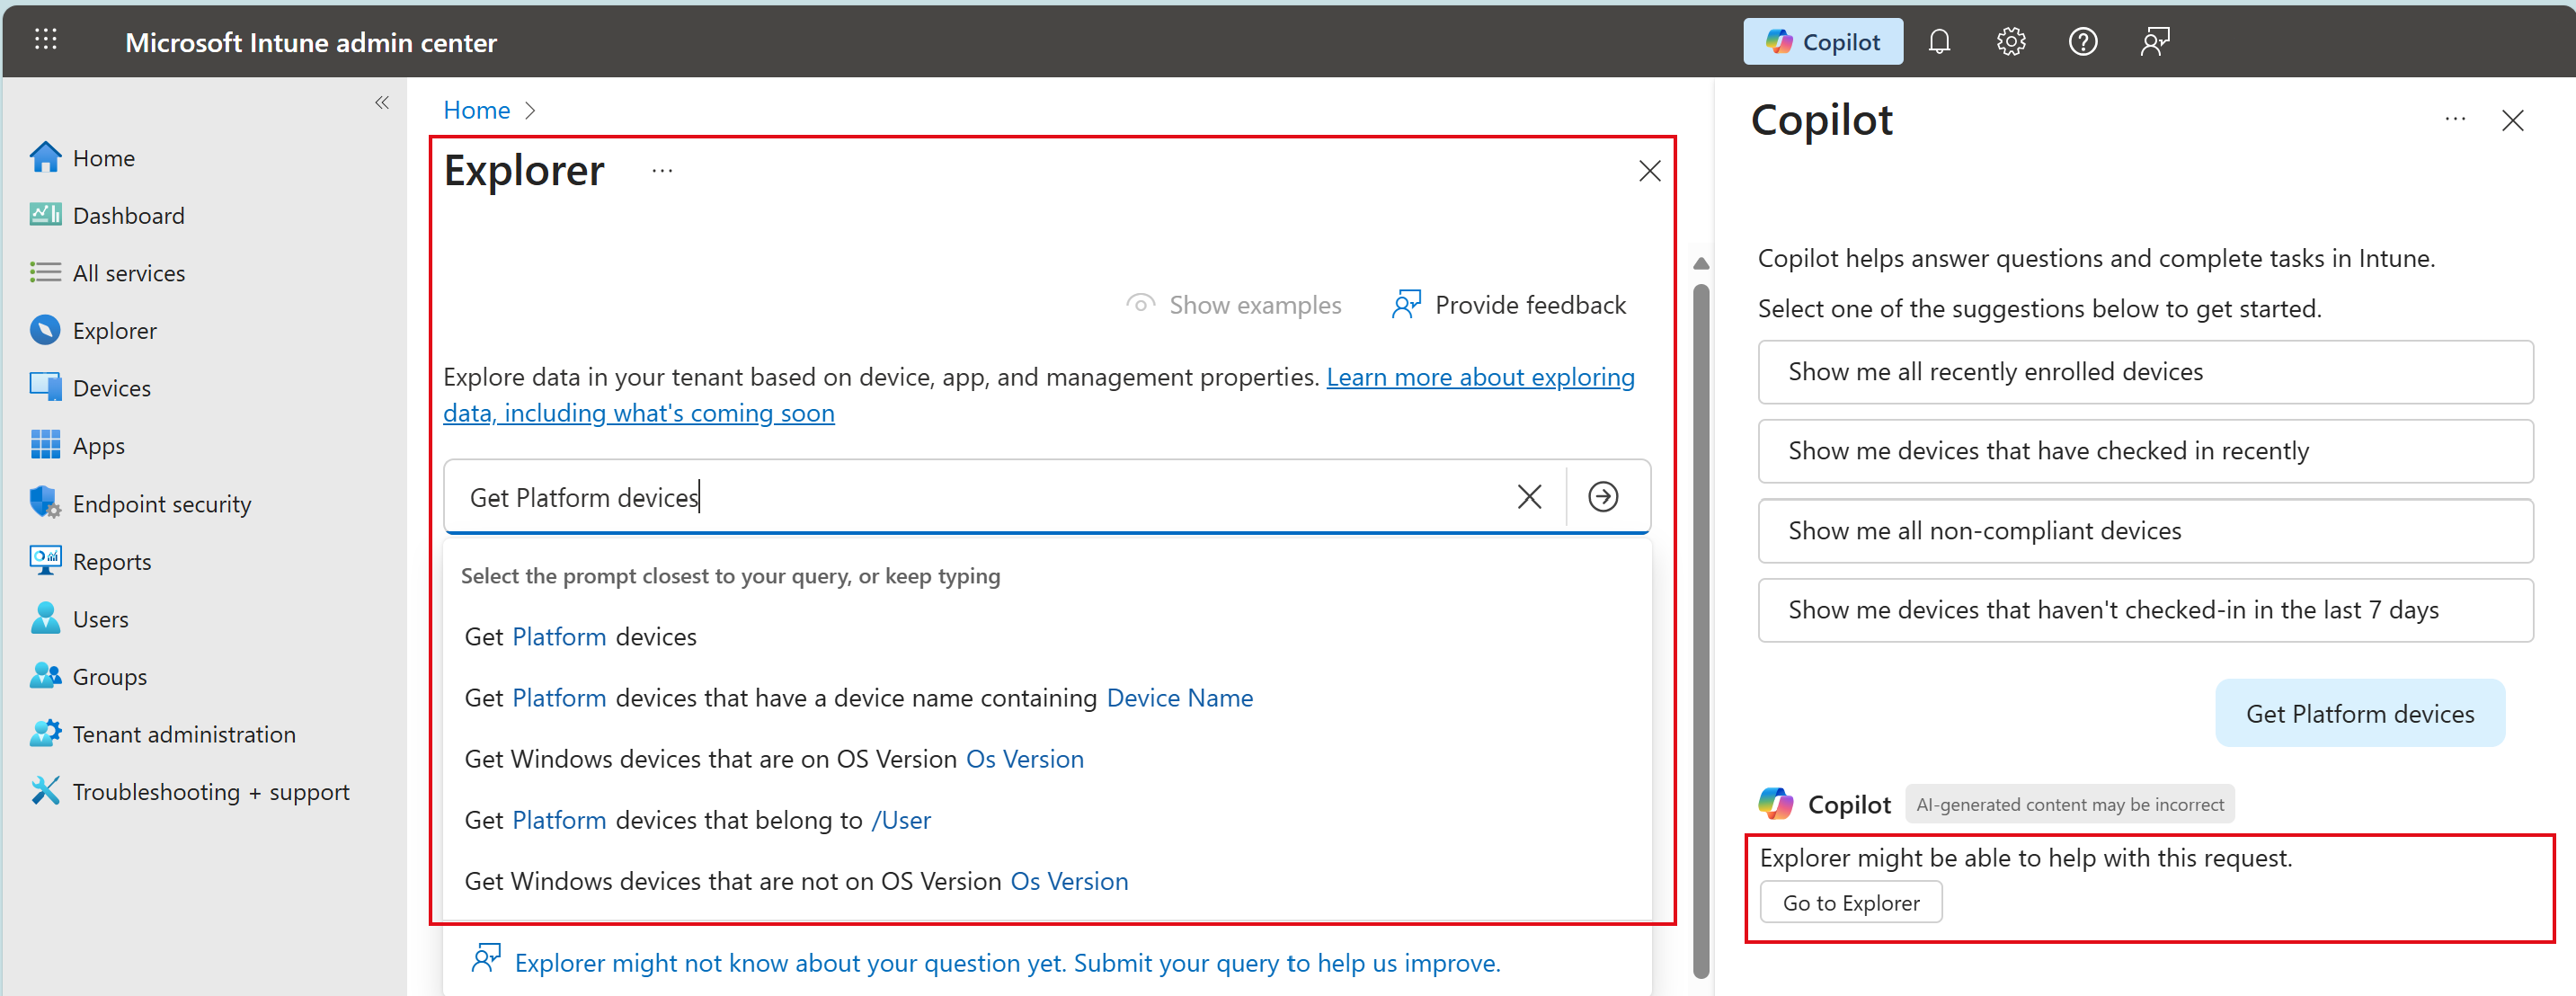 Microsoft Intune admin center
Copilot
Home
Dashboard
All services
Explorer
Devices
Apps
Endpoint security
Reports
Users
Groups
Tenant administration
Troubleshooting + support
Home
Explorer
Show examples
Provide feedback
Explore data in your tenant based on device, app, and management properties. Learn more about exploring
data, including what's coming soon
Get Platform devices
Select the prompt closest to your query, or keep typing
Get Platform devices
Get Platform devices that have a device name containing Device Name
Get Windows devices that are on OS Version Os Version
Get Platform devices that belong to /User
Get Windows devices that are not on OS Version Os Version
Explorer might not know about your question yet. Submit your query to help us improve.
Copilot
Copilot helps answer questions and complete tasks in Intune.
Select one of the suggestions below to get started.
Show me all recently enrolled devices
Show me devices that have checked in recently
Show me all non-compliant devices
Show me devices that haven't checked-in in the last 7 days
Get Platform devices
Copilot AI-generated content may be incorrect
Explorer might be able to help with this request.
Go to Explorer